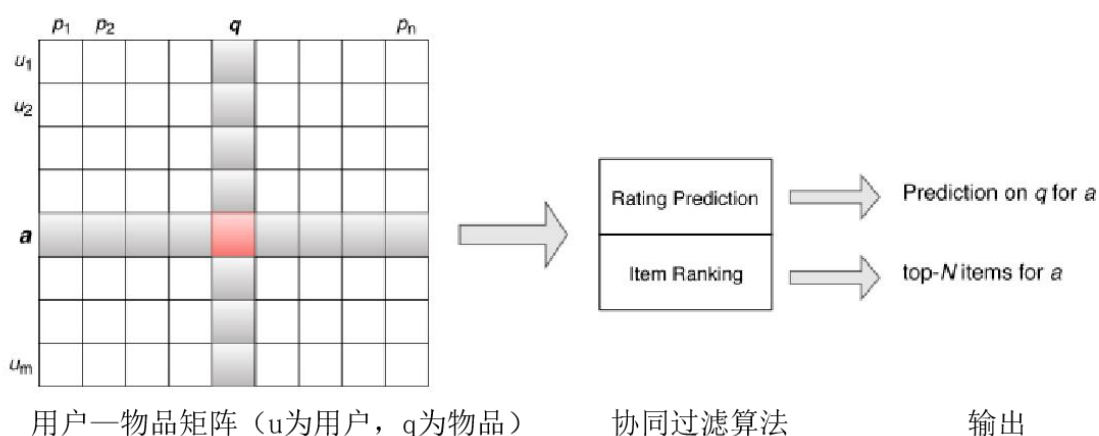 p1 p2 q pn
u1
u2
a
um
Rating Prediction
Item Ranking
Prediction on q for a
top-N items for a
用户—物品矩阵（u为用户，q为物品）
协同过滤算法
输出